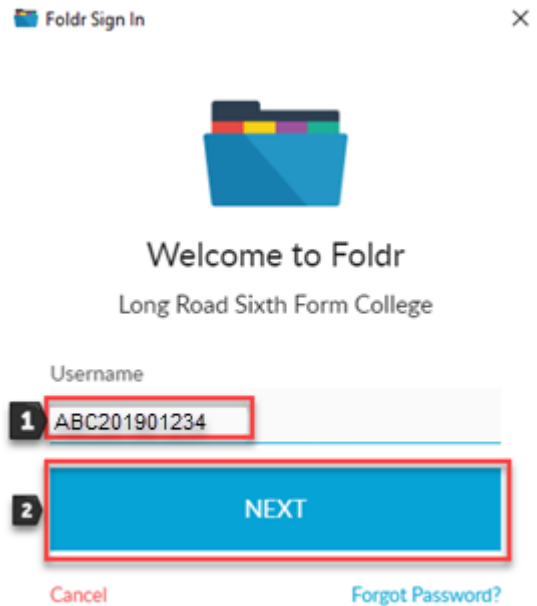 Foldr Sign In
Welcome to Foldr
Long Road Sixth Form College
Username
1 ABC201901234
2 NEXT
Cancel Forgot Password?